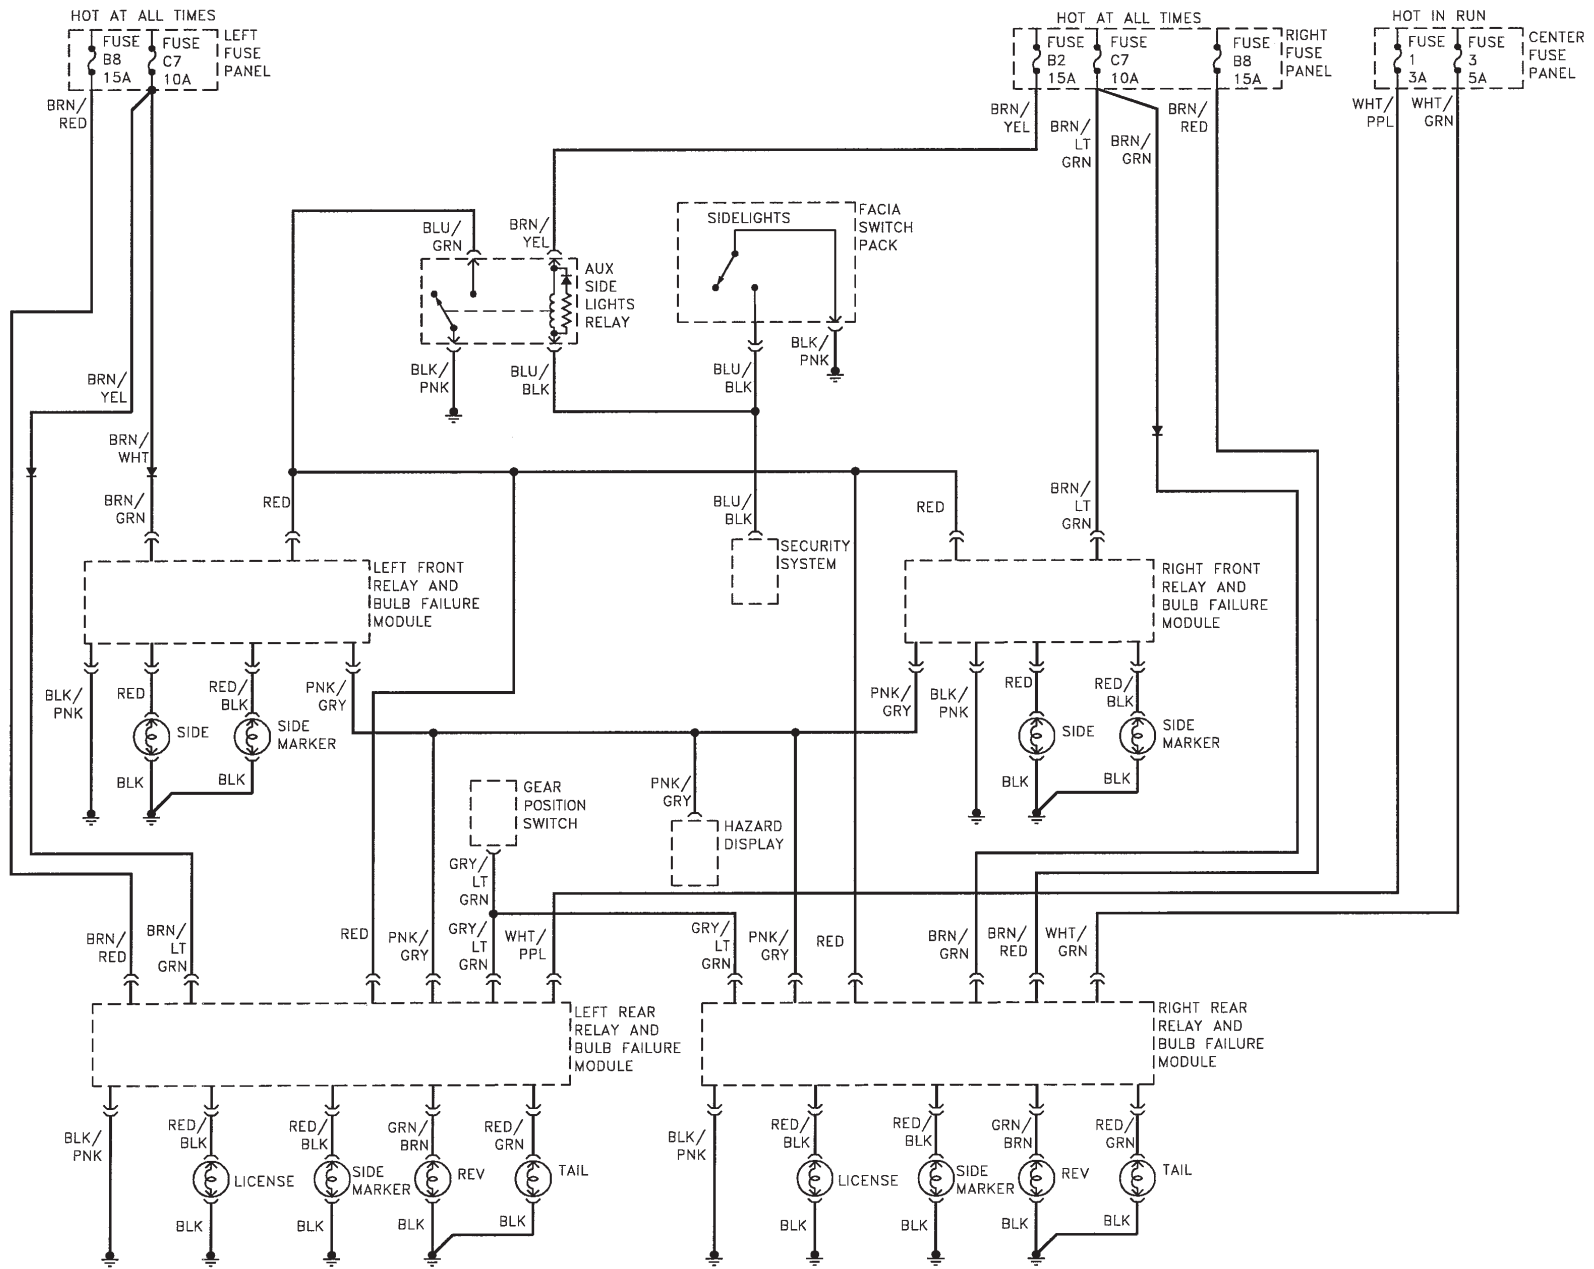 HOT AT ALL TIMES
LEFT
FUSE
PANEL
FUSE
B8
15A
FUSE
C7
10A
HOT AT ALL TIMES
RIGHT
FUSE
PANEL
FUSE
B2
15A
FUSE
C7
10A
FUSE
B8
15A
HOT IN RUN
CENTER
FUSE
PANEL
FUSE
1
3A
FUSE
3
5A
BRN/
RED
BRN/
YEL
BRN/
LT
GRN
BRN/
GRN
BRN/
RED
WHT/
PPL
WHT/
GRN
BLU/
GRN
BRN/
YEL
SIDELIGHTS
FACIA
SWITCH
PACK
AUX
SIDE
LIGHTS
RELAY
BLK/
PNK
BLU/
BLK
BLU/
BLK
BLK/
PNK
BRN/
YEL
BRN/
WHT
BRN/
GRN
RED
BLU/
BLK
SECURITY
SYSTEM
RED
BRN/
LT
GRN
LEFT FRONT
RELAY AND
BULB FAILURE
MODULE
RIGHT FRONT
RELAY AND
BULB FAILURE
MODULE
BLK/
PNK
RED
RED/
BLK
PNK/
GRY
SIDE
SIDE
MARKER
BLK
BLK
PNK/
GRY
BLK/
PNK
RED
RED/
BLK
SIDE
SIDE
MARKER
BLK
BLK
GEAR
POSITION
SWITCH
PNK/
GRY
HAZARD
DISPLAY
GRY/
LT
GRN
BRN/
RED
BRN/
LT
GRN
RED
PNK/
GRY
GRY/
LT
GRN
WHT/
PPL
GRY/
LT
GRN
PNK/
GRY
RED
BRN/
GRN
BRN/
RED
WHT/
GRN
LEFT REAR
RELAY AND
BULB FAILURE
MODULE
RIGHT REAR
RELAY AND
BULB FAILURE
MODULE
BLK/
PNK
RED/
BLK
RED/
BLK
GRN/
BRN
RED/
GRN
LICENSE
SIDE
MARKER
REV
TAIL
BLK
BLK
BLK
BLK
BLK/
PNK
RED/
BLK
RED/
BLK
GRN/
BRN
RED/
GRN
LICENSE
SIDE
MARKER
REV
TAIL
BLK
BLK
BLK
BLK